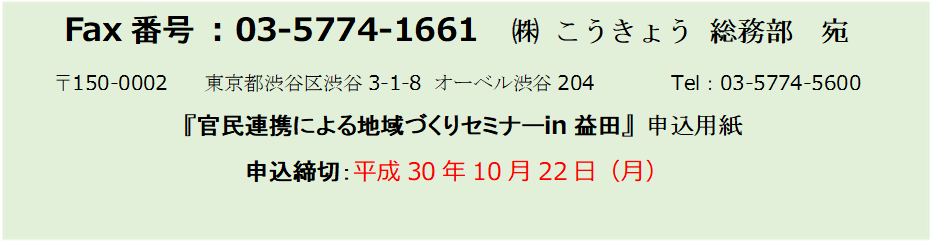 Fax 番号 ：03-5774-1661　㈱ こうきょう 総務部　宛
〒150-0002　東京都渋谷区渋谷 3-1-8 オーベル渋谷 204　Tel：03-5774-5600
『官民連携による地域づくりセミナーin 益田』 申込用紙
申込締切：平成 30 年 10 月 22 日（月）